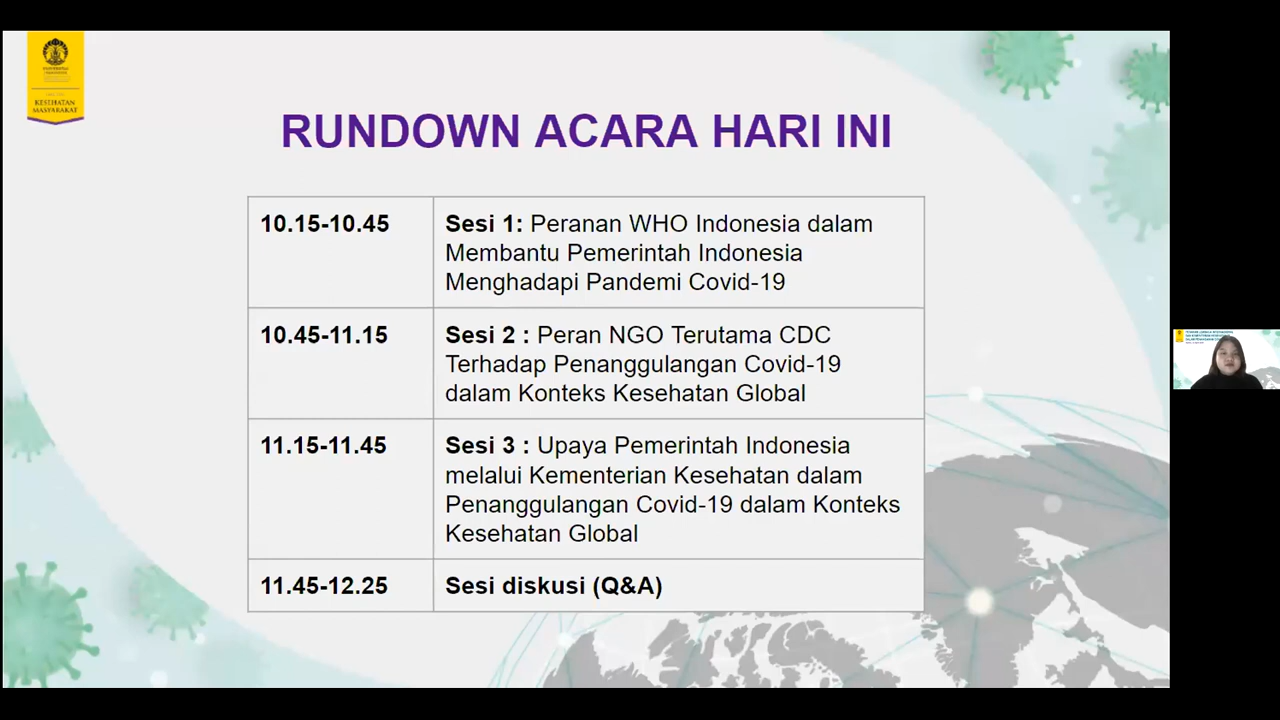 KESEHATAN
MASYARAKAT
RUNDOWN ACARA HARI INI
10.15-10.45
Sesi 1: Peranan WHO Indonesia dalam
Membantu Pemerintah Indonesia
Menghadapi Pandemi Covid-19
10.45-11.15
Sesi 2 : Peran NGO Terutama CDC
Terhadap Penanggulangan Covid-19
dalam Konteks Kesehatan Global
11.15-11.45
Sesi 3 : Upaya Pemerintah Indonesia
melalui Kementerian Kesehatan dalam
Penanggulangan Covid-19 dalam Konteks
Kesehatan Global
11.45-12.25
Sesi diskusi (Q&A)